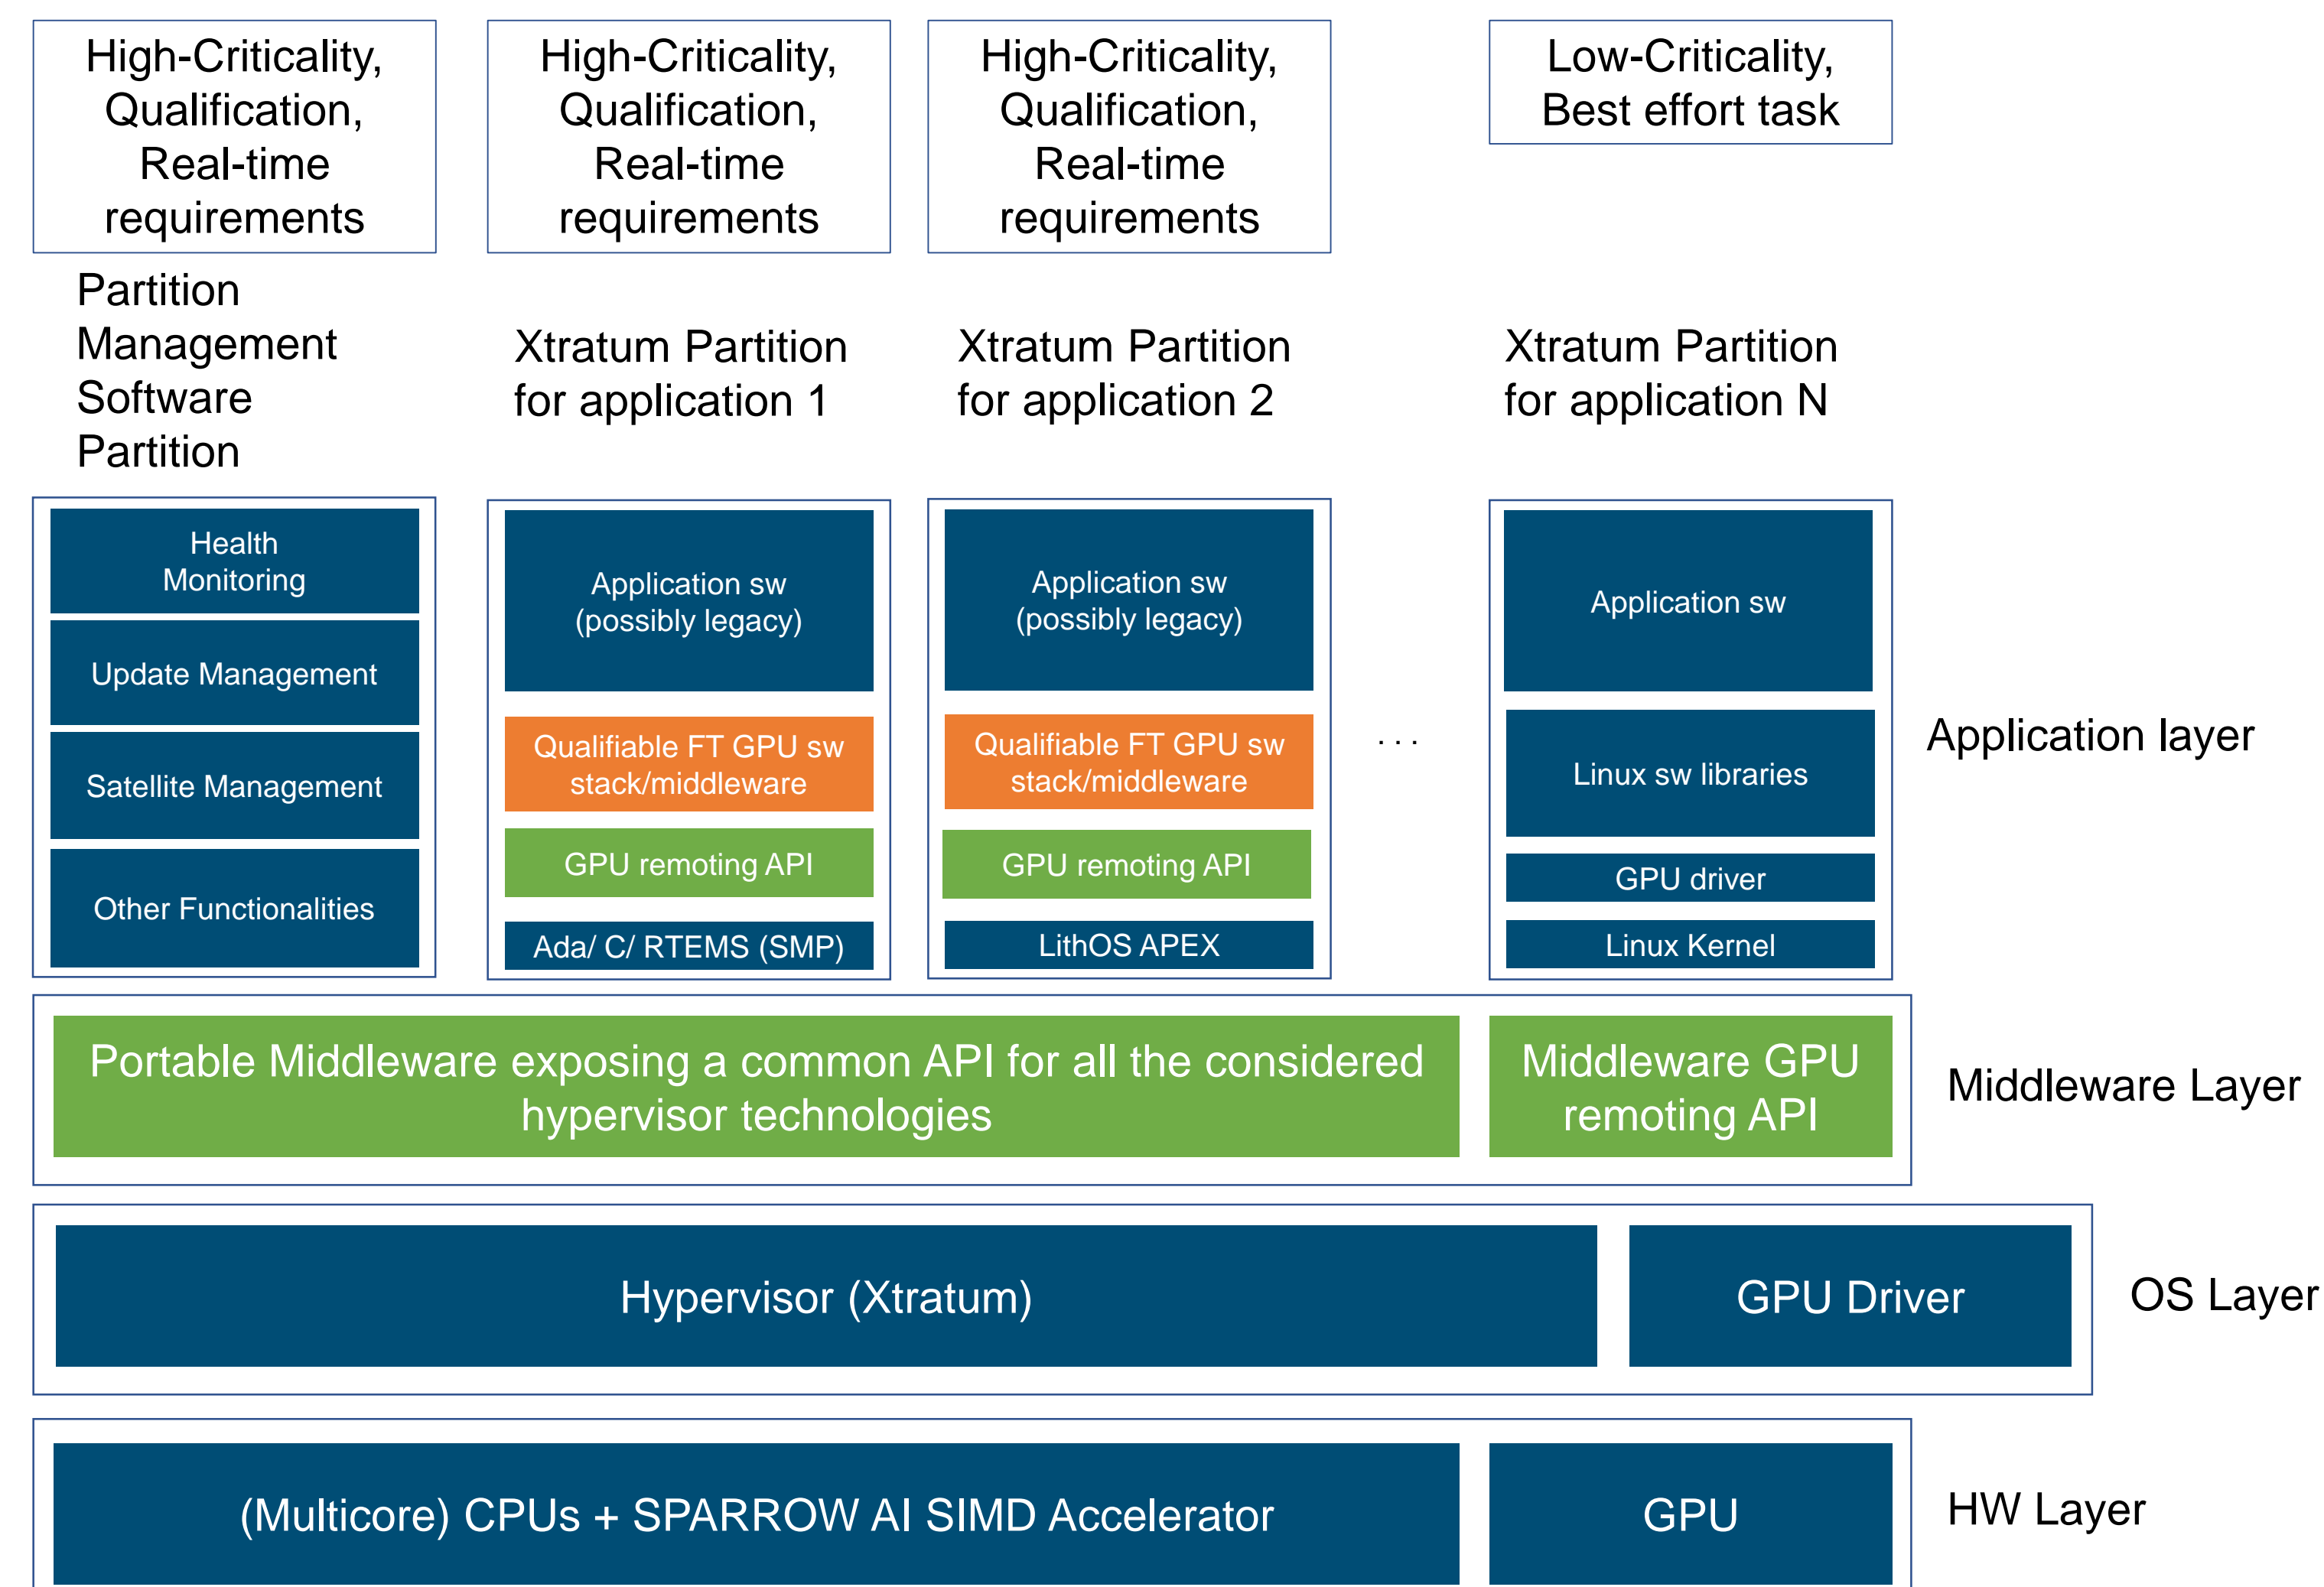 High-Criticality,
Qualification,
Real-time
requirements
High-Criticality,
Qualification,
Real-time
requirements
High-Criticality,
Qualification,
Real-time
requirements
Low-Criticality,
Best effort task
Partition
Management
Software
Partition
Xtratum Partition
for application 1
Xtratum Partition
for application 2
Xtratum Partition
for application N
Health
Monitoring
Update Management
Satellite Management
Other Functionalities
Application sw
(possibly legacy)
Qualifiable FT GPU sw
stack/middleware
GPU remoting API
Ada/ C/ RTEMS (SMP)
Application sw
(possibly legacy)
Qualifiable FT GPU sw
stack/middleware
GPU remoting API
LithOS APEX
. . .
Application sw
Linux sw libraries
GPU driver
Linux Kernel
Application layer
Portable Middleware exposing a common API for all the considered
hypervisor technologies
Middleware GPU
remoting API
Middleware Layer
Hypervisor (Xtratum)
GPU Driver
OS Layer
(Multicore) CPUs + SPARROW AI SIMD Accelerator
GPU
HW Layer